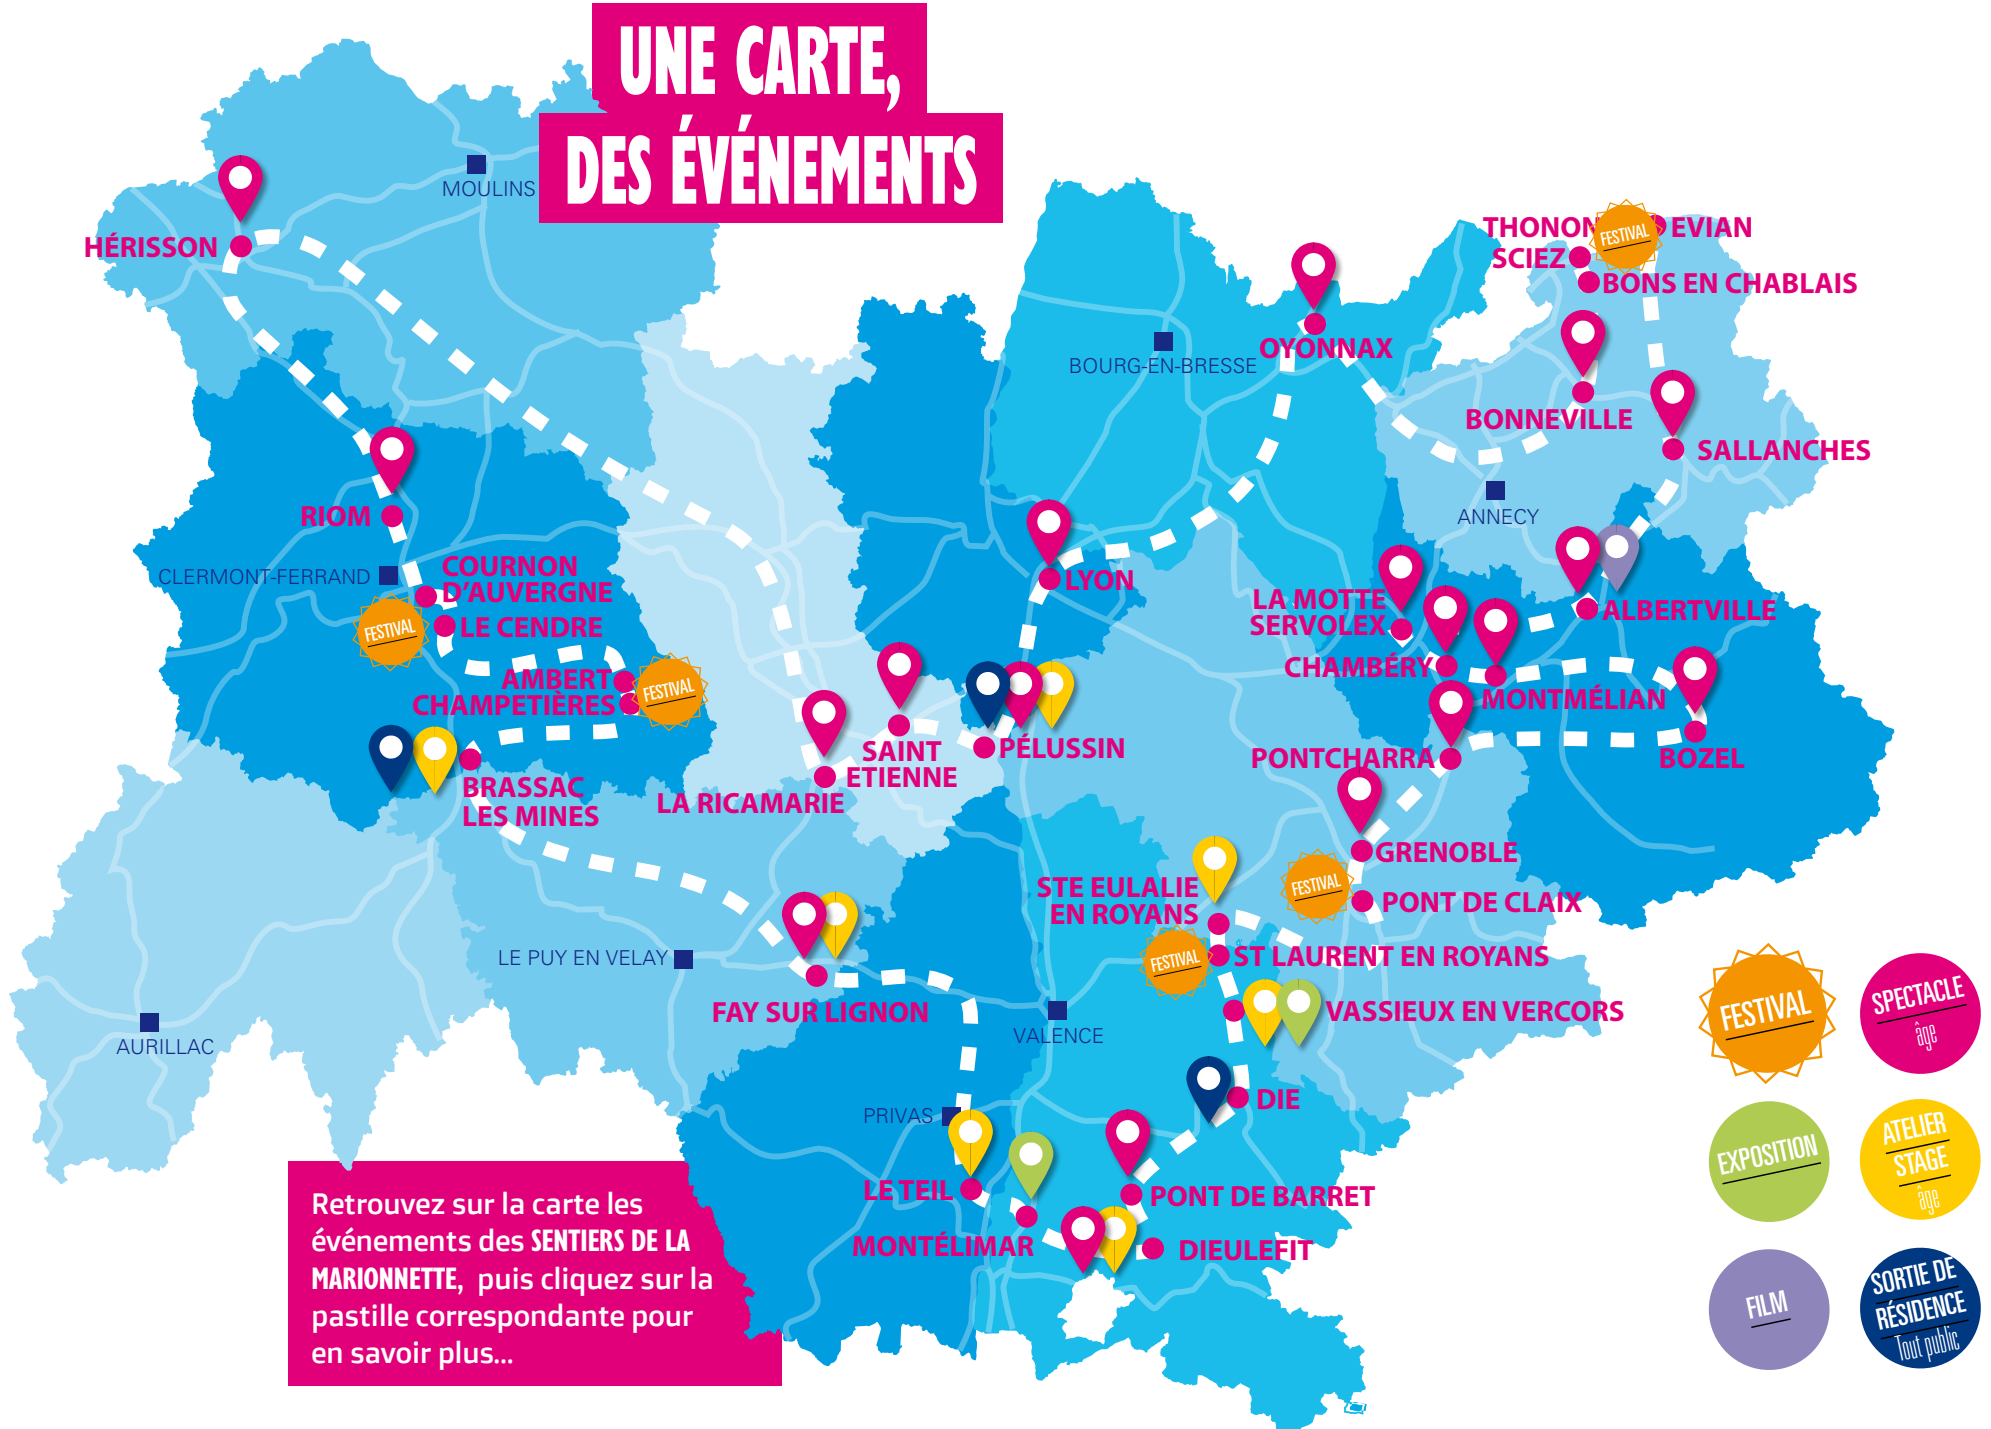 UNE CARTE,
DES ÉVÉNEMENTS
MOULINS
HÉRISSON
THONON
FESTIVAL
EVIAN
SCIEZ
BONS EN CHABLAIS
OYONNAX
BOURG-EN-BRESSE
BONNEVILLE
SALLANCHES
ANNECY
RIOM
CLERMONT-FERRAND
COURNON
D'AUVERGNE
FESTIVAL
LE CENDRE
AMBERT
CHAMPETIÈRES
FESTIVAL
BRASSAC
LES MINES
LYON
LA MOTTE
SERVOLEX
ALBERTVILLE
CHAMBÉRY
MONTMÉLIAN
SAINT
ETIENNE
PÉLUSSIN
LA RICAMARIE
PONTCHARRA
BOZEL
GRENOBLE
FESTIVAL
PONT DE CLAIX
STE EULALIE
EN ROYANS
FESTIVAL
ST LAURENT EN ROYANS
LE PUY EN VELAY
FAY SUR LIGNON
VASSIEUX EN VERCORS
VALENCE
AURILLAC
DIE
PRIVAS
LE TEIL
PONT DE BARRET
MONTÉLIMAR
DIEULEFIT
Retrouvez sur la carte les
événements des SENTIERS DE LA
MARIONNETTE, puis cliquez sur la
pastille correspondante pour
en savoir plus...
FESTIVAL
SPECTACLE
âge
EXPOSITION
ATELIER
STAGE
âge
FILM
SORTIE DE
RÉSIDENCE
Tout public